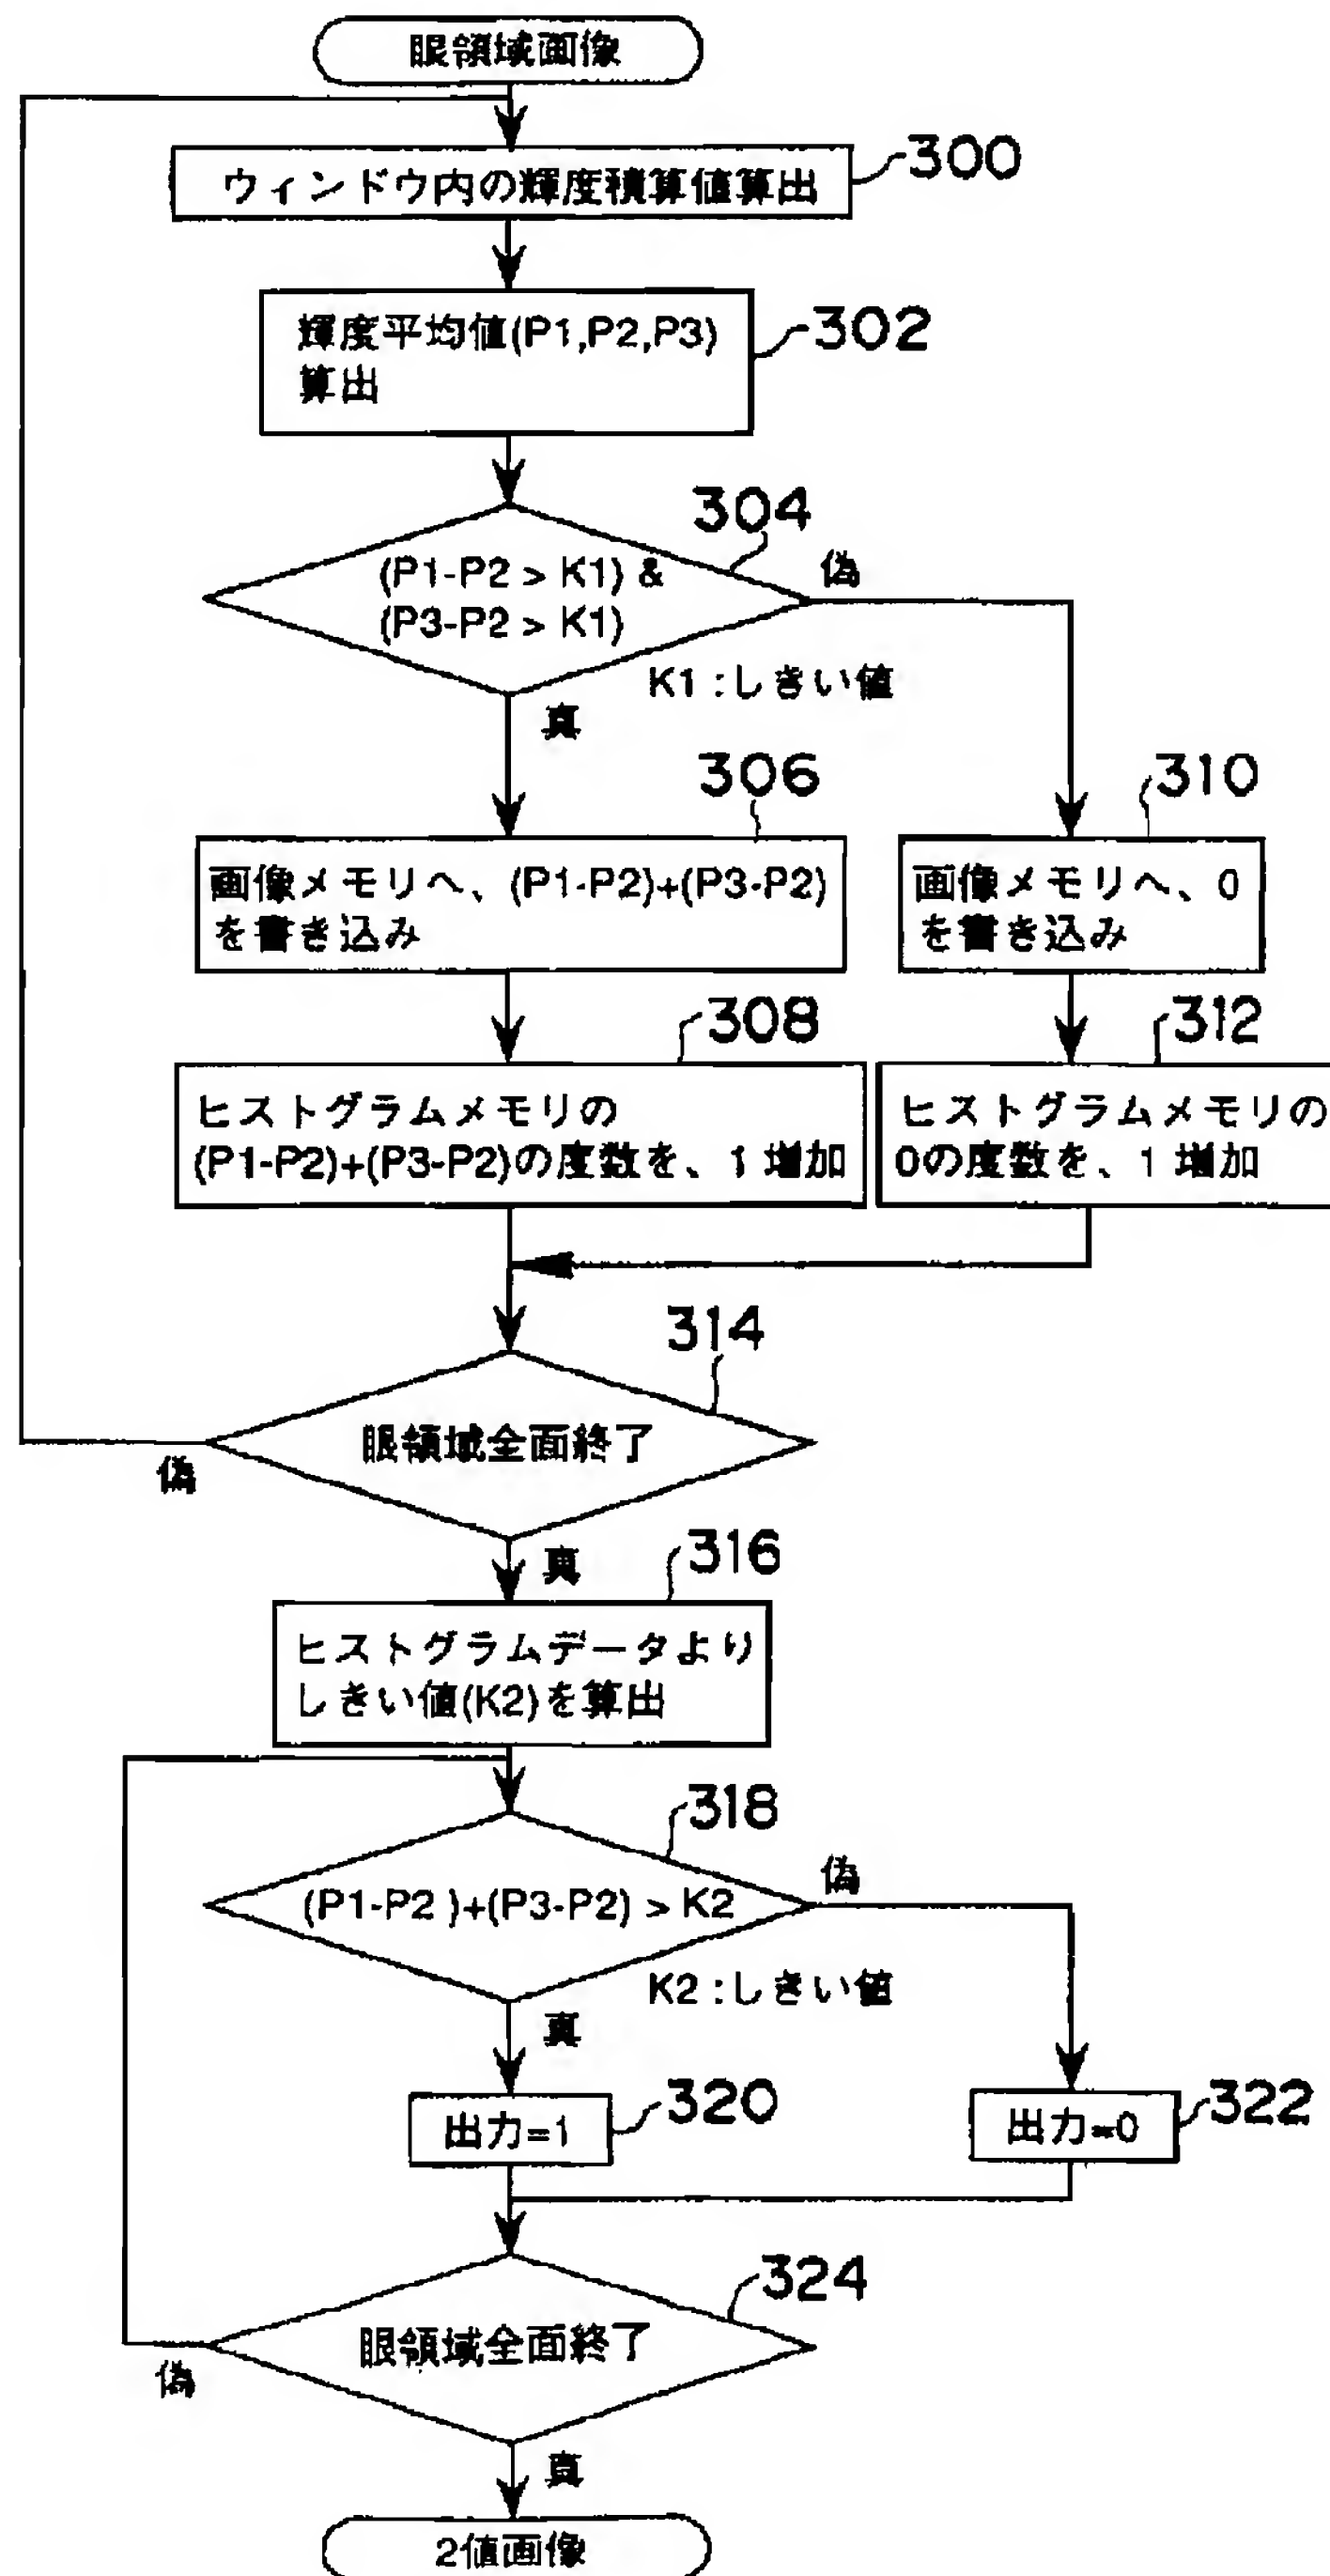 眼領域画像
ウィンドウ内の輝度積算値算出
300
輝度平均値(P1,P2,P3)
算出
302
304
(P1-P2 > K1) &
(P3-P2 > K1)
偽
K1 :しきい値
真
306
画像メモリへ、(P1-P2)+(P3-P2)
を書き込み
310
画像メモリへ、0
を書き込み
308
ヒストグラムメモリの
(P1-P2)+(P3-P2)の度数を、1 増加
312
ヒストグラムメモリの
0の度数を、1 増加
314
眼領域全面終了
偽
真
316
ヒストグラムデータより
しきい値(K2)を算出
318
(P1-P2 )+(P3-P2) > K2
偽
K2 :しきい値
真
出力=1
320
出力=0
322
324
眼領域全面終了
偽
真
2値画像